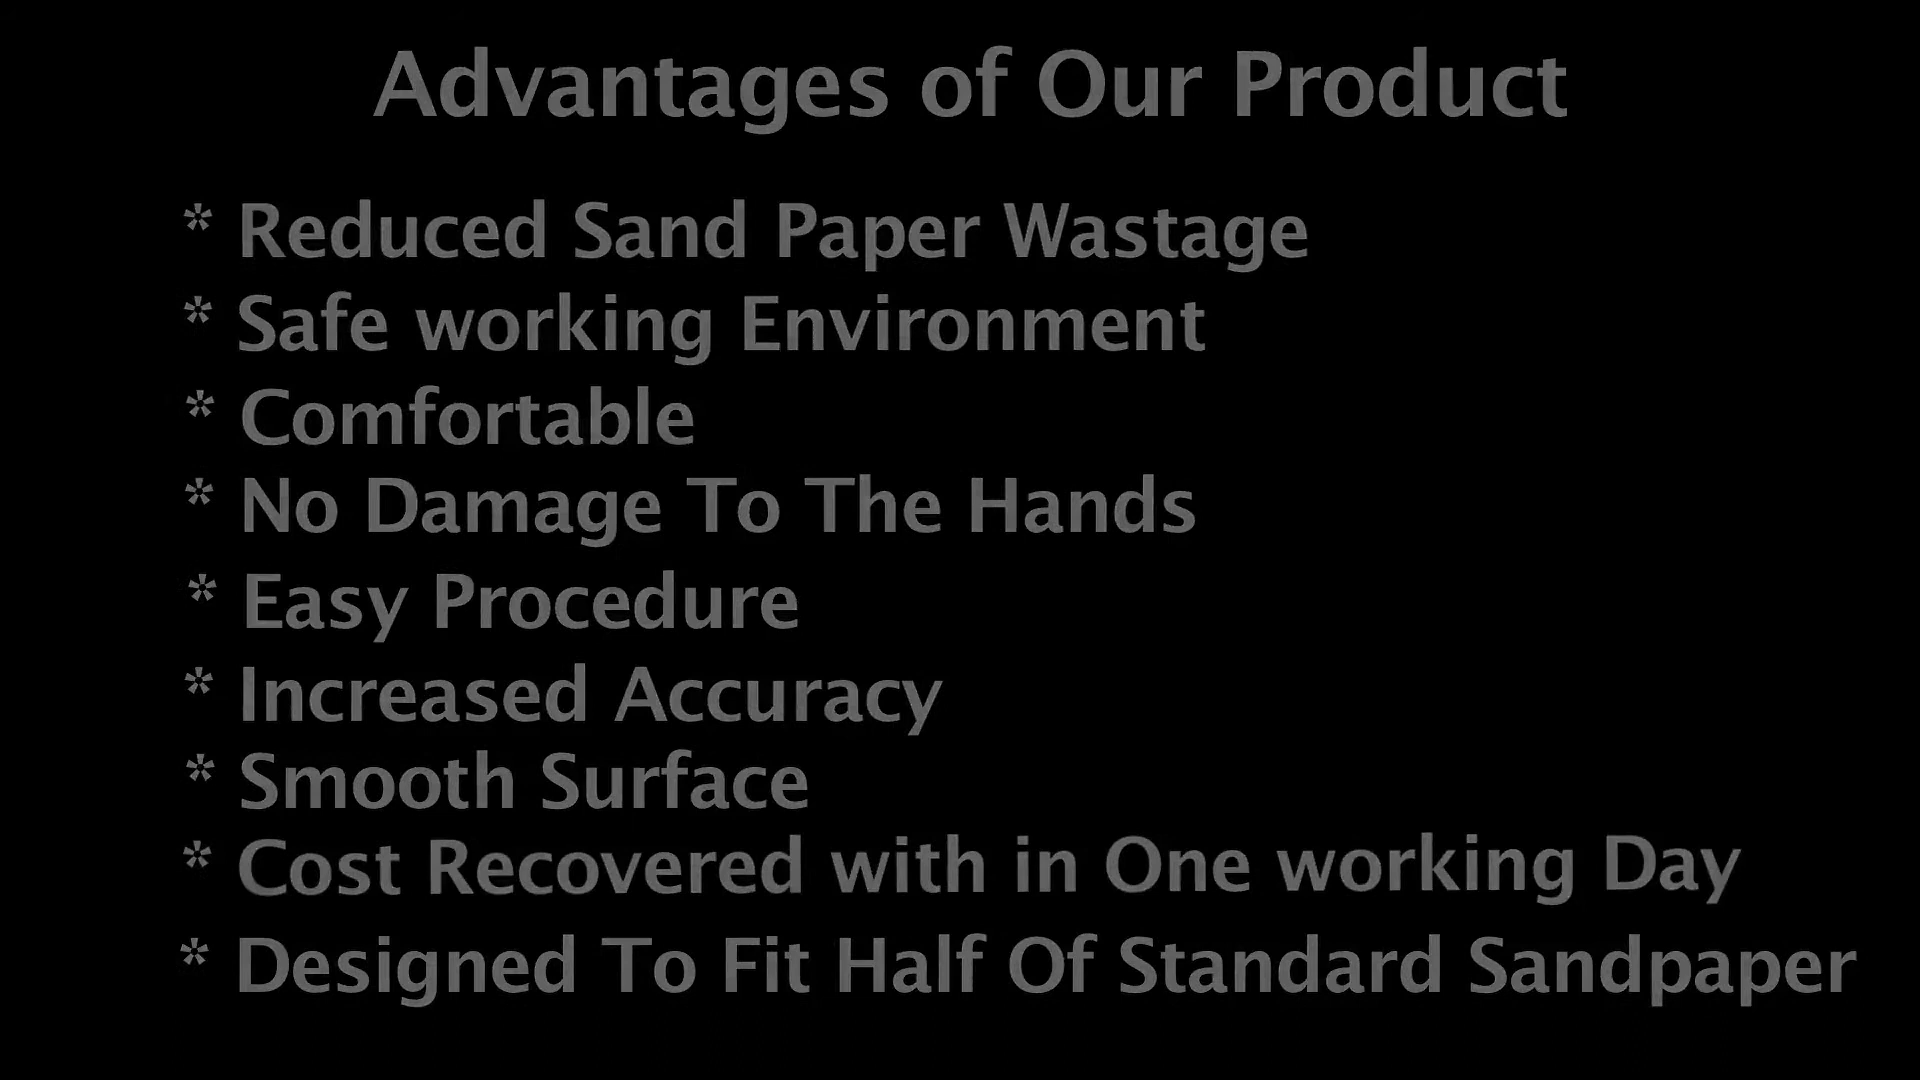 Advantages of Our Product
* Reduced Sand Paper Wastage
* Safe working Environment
* Comfortable
* No Damage To The Hands
* Easy Procedure
* Increased Accuracy
* Smooth Surface
* Cost Recovered with in One working Day
* Designed To Fit Half Of Standard Sandpaper